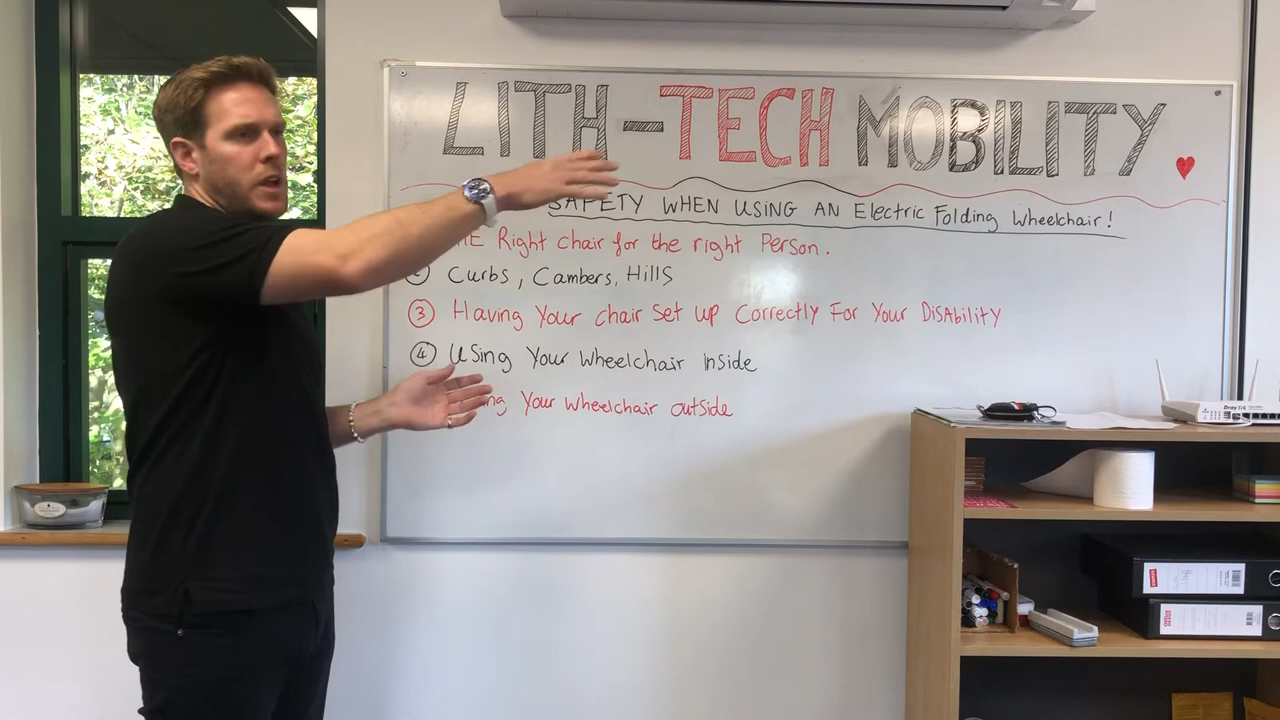 LITH-TECH MOBILITY
SAFETY WHEN USING AN Electric Folding Wheelchair!
Right chair for the right Person.
Curbs, Cambers, Hills
③ Having Your chair Set up Correctly For Your DisAbility
④ Using Your Wheelchair inside
Your Wheelchair outside
DrayTek